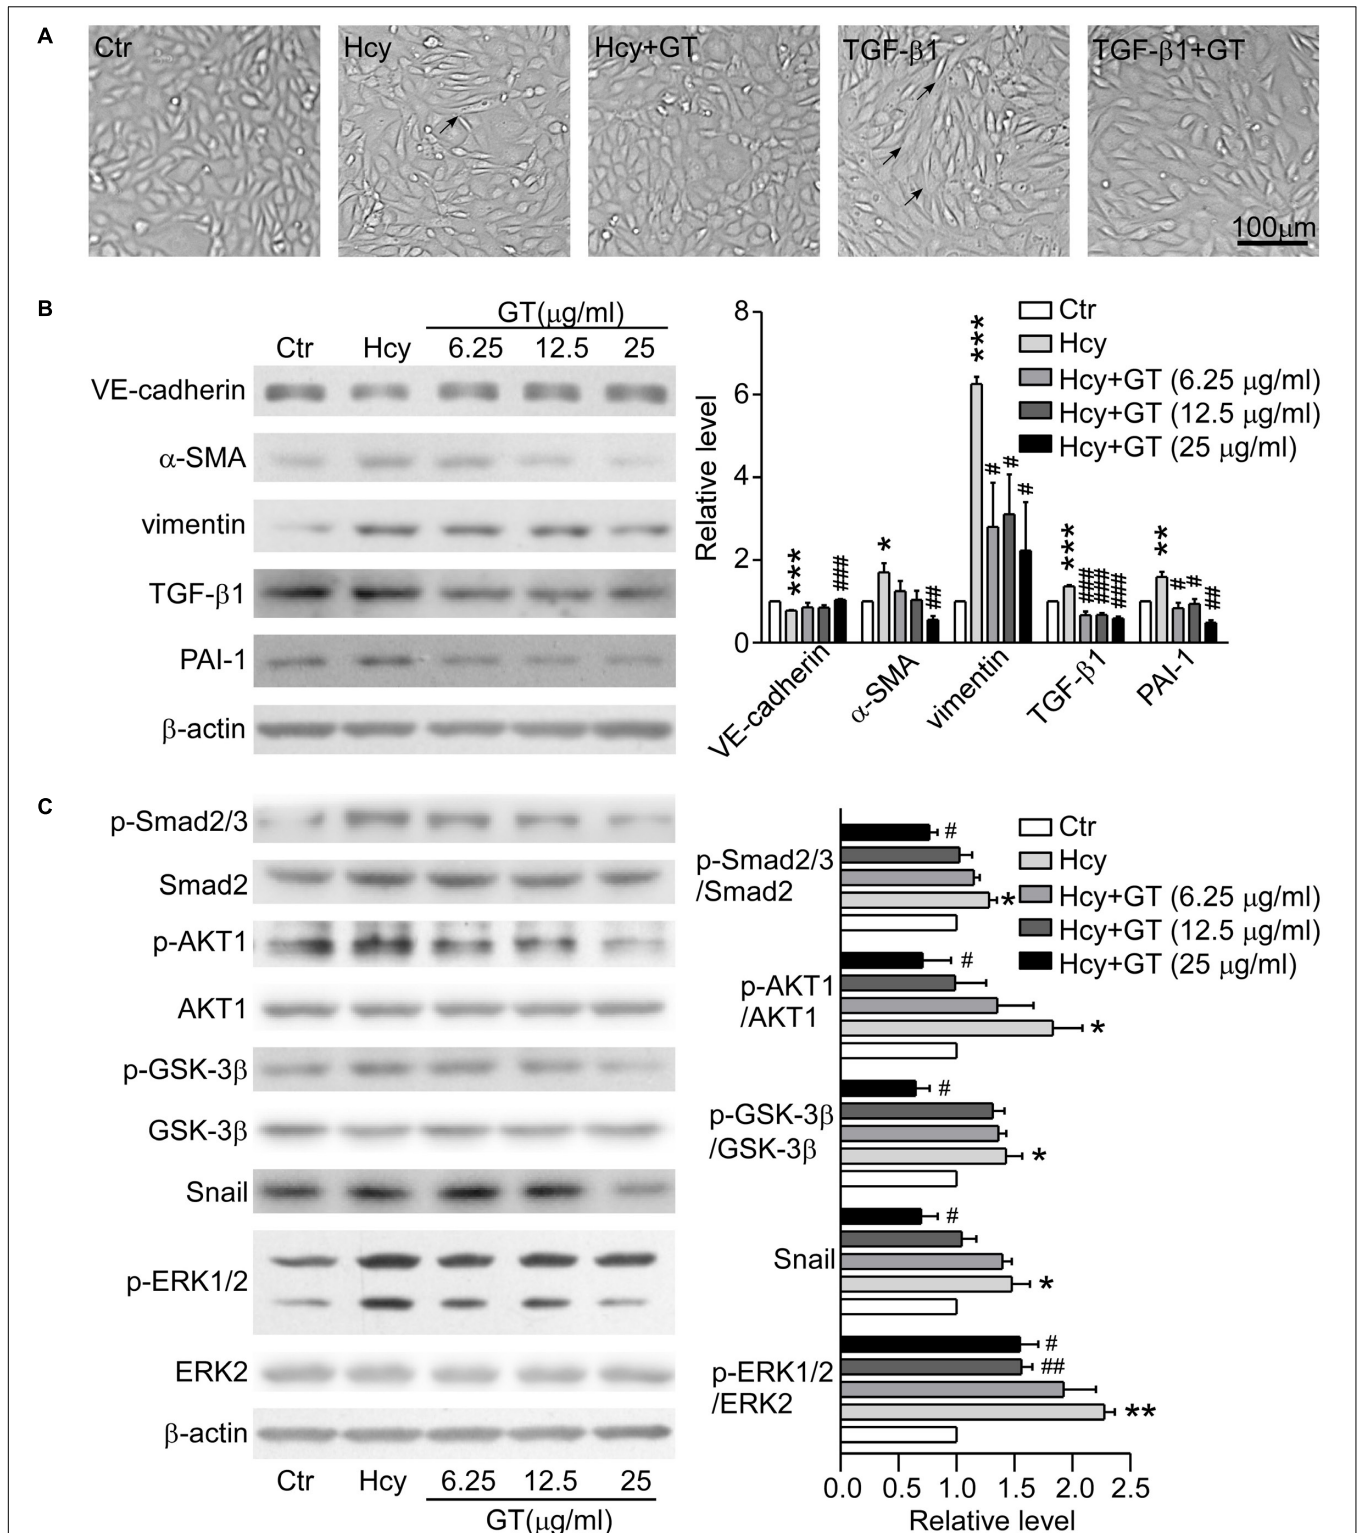 A
Ctr
Hcy
Hcy+GT
TGF-β1
TGF-β1+GT
100μm
B
GT(μg/ml)
Ctr Hcy 6.25 12.5 25
VE-cadherin
α-SMA
vimentin
TGF-β1
PAI-1
β-actin
Relative level
8
6
4
2
0
Ctr
Hcy
Hcy+GT (6.25 μg/ml)
Hcy+GT (12.5 μg/ml)
Hcy+GT (25 μg/ml)
***
###
*
##
***
#
#
#
***
###
###
###
**
#
#
##
VE-cadherin
α-SMA
vimentin
TGF-β1
PAI-1
C
p-Smad2/3
Smad2
p-AKT1
AKT1
p-GSK-3β
GSK-3β
Snail
p-ERK1/2
ERK2
β-actin
Ctr Hcy 6.25 12.5 25
GT(μg/ml)
Ctr
Hcy
Hcy+GT (6.25 μg/ml)
Hcy+GT (12.5 μg/ml)
Hcy+GT (25 μg/ml)
p-Smad2/3
/Smad2
#
*
p-AKT1
/AKT1
#
*
p-GSK-3β
/GSK-3β
#
*
Snail
#
*
p-ERK1/2
/ERK2
#
##
**
0.0 0.5 1.0 1.5 2.0 2.5
Relative level